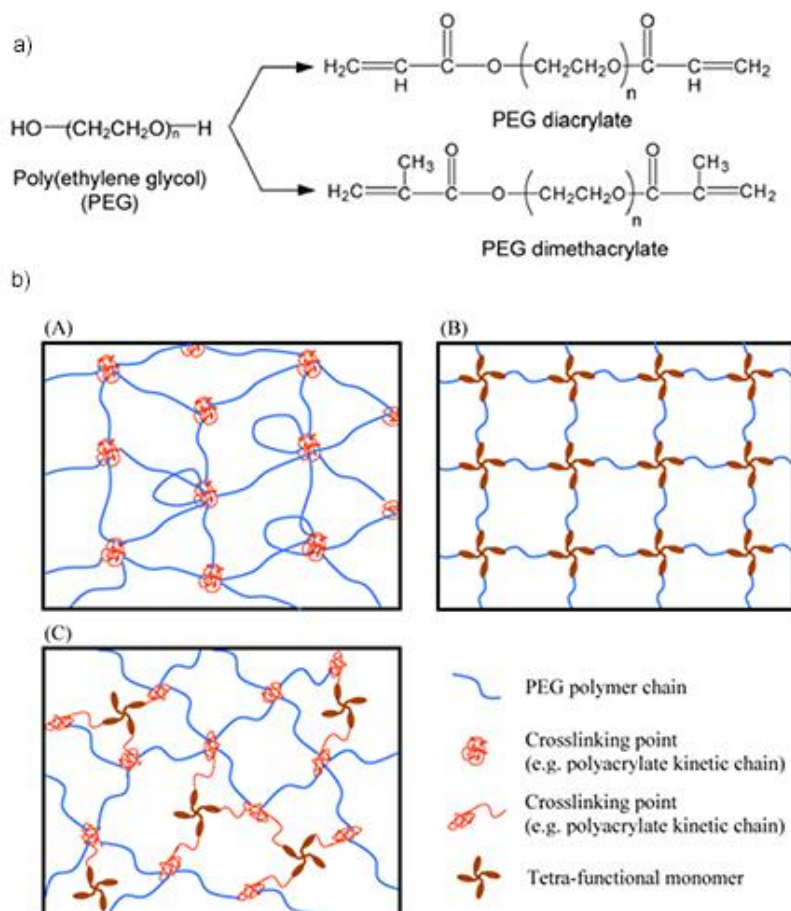 a)
O
O
H₂C=C—C—O—(CH₂CH₂O)ₙ—C—C=CH₂
H
H
PEG diacrylate
HO—(CH₂CH₂O)ₙ—H
Poly(ethylene glycol)
(PEG)
CH₃
O
O
CH₃
H₂C=C—C—O—(CH₂CH₂O)ₙ—C—C=CH₂
PEG dimethacrylate
b)
(A)
(B)
(C)
PEG polymer chain
Crosslinking point
(e.g. polyacrylate kinetic chain)
Crosslinking point
(e.g. polyacrylate kinetic chain)
Tetra-functional monomer